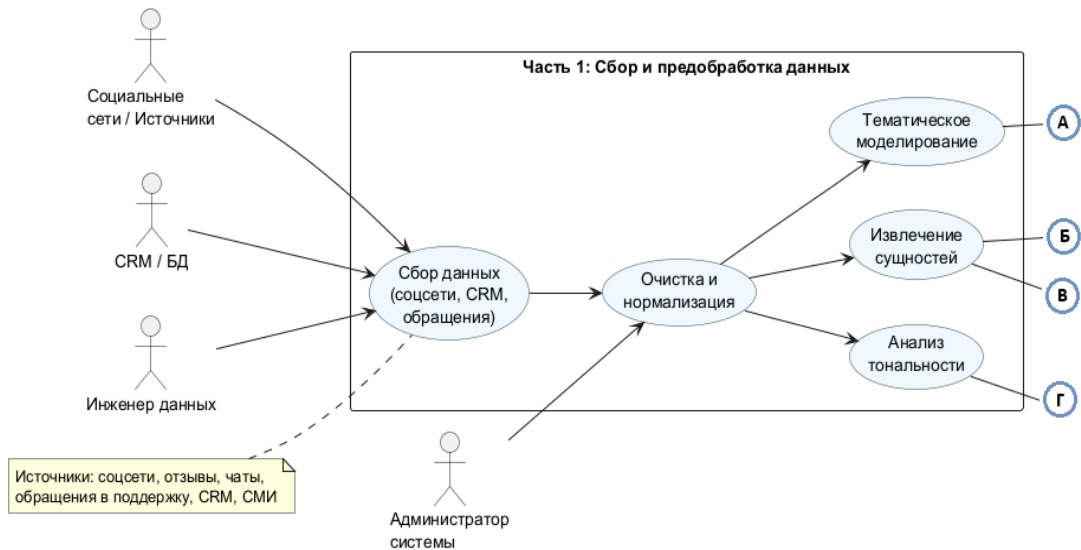 Часть 1: Сбор и предобработка данных
Социальные
сети / Источники
CRM / БД
Инженер данных
Сбор данных
(соцсети, CRM,
обращения)
Очистка и
нормализация
Тематическое
моделирование
Извлечение
сущностей
Анализ
тональности
А
Б
В
Г
Источники: соцсети, отзывы, чаты,
обращения в поддержку, CRM, СМИ
Администратор
системы